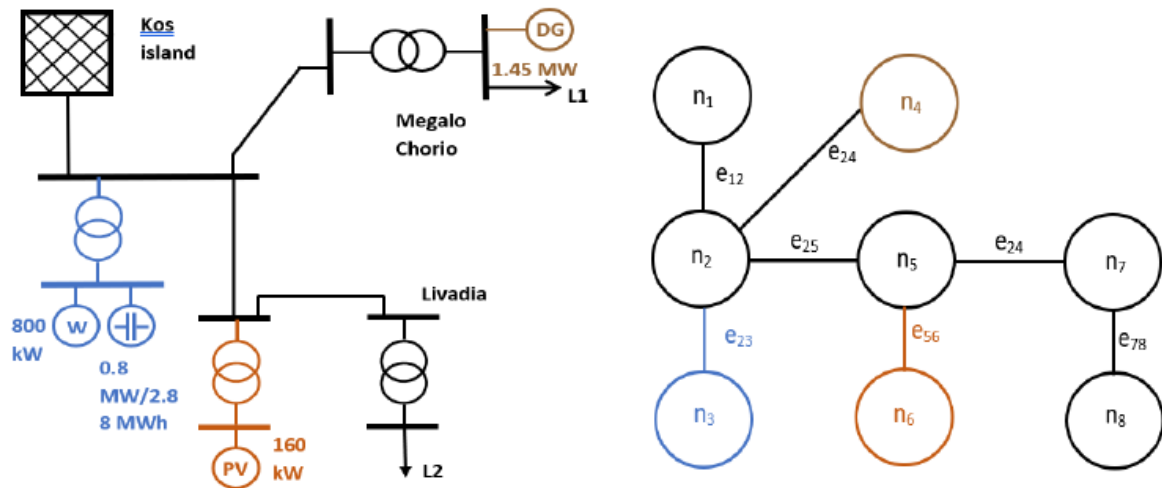 Kos
island
DG
1.45 MW
L1
Megalo
Chorio
W
800
kW
0.8
MW/2.8
8 MWh
Livadia
PV
160
kW
L2
n1
n4
e12
e24
n2
e25
n5
e24
n7
e23
e56
e78
n3
n6
n8